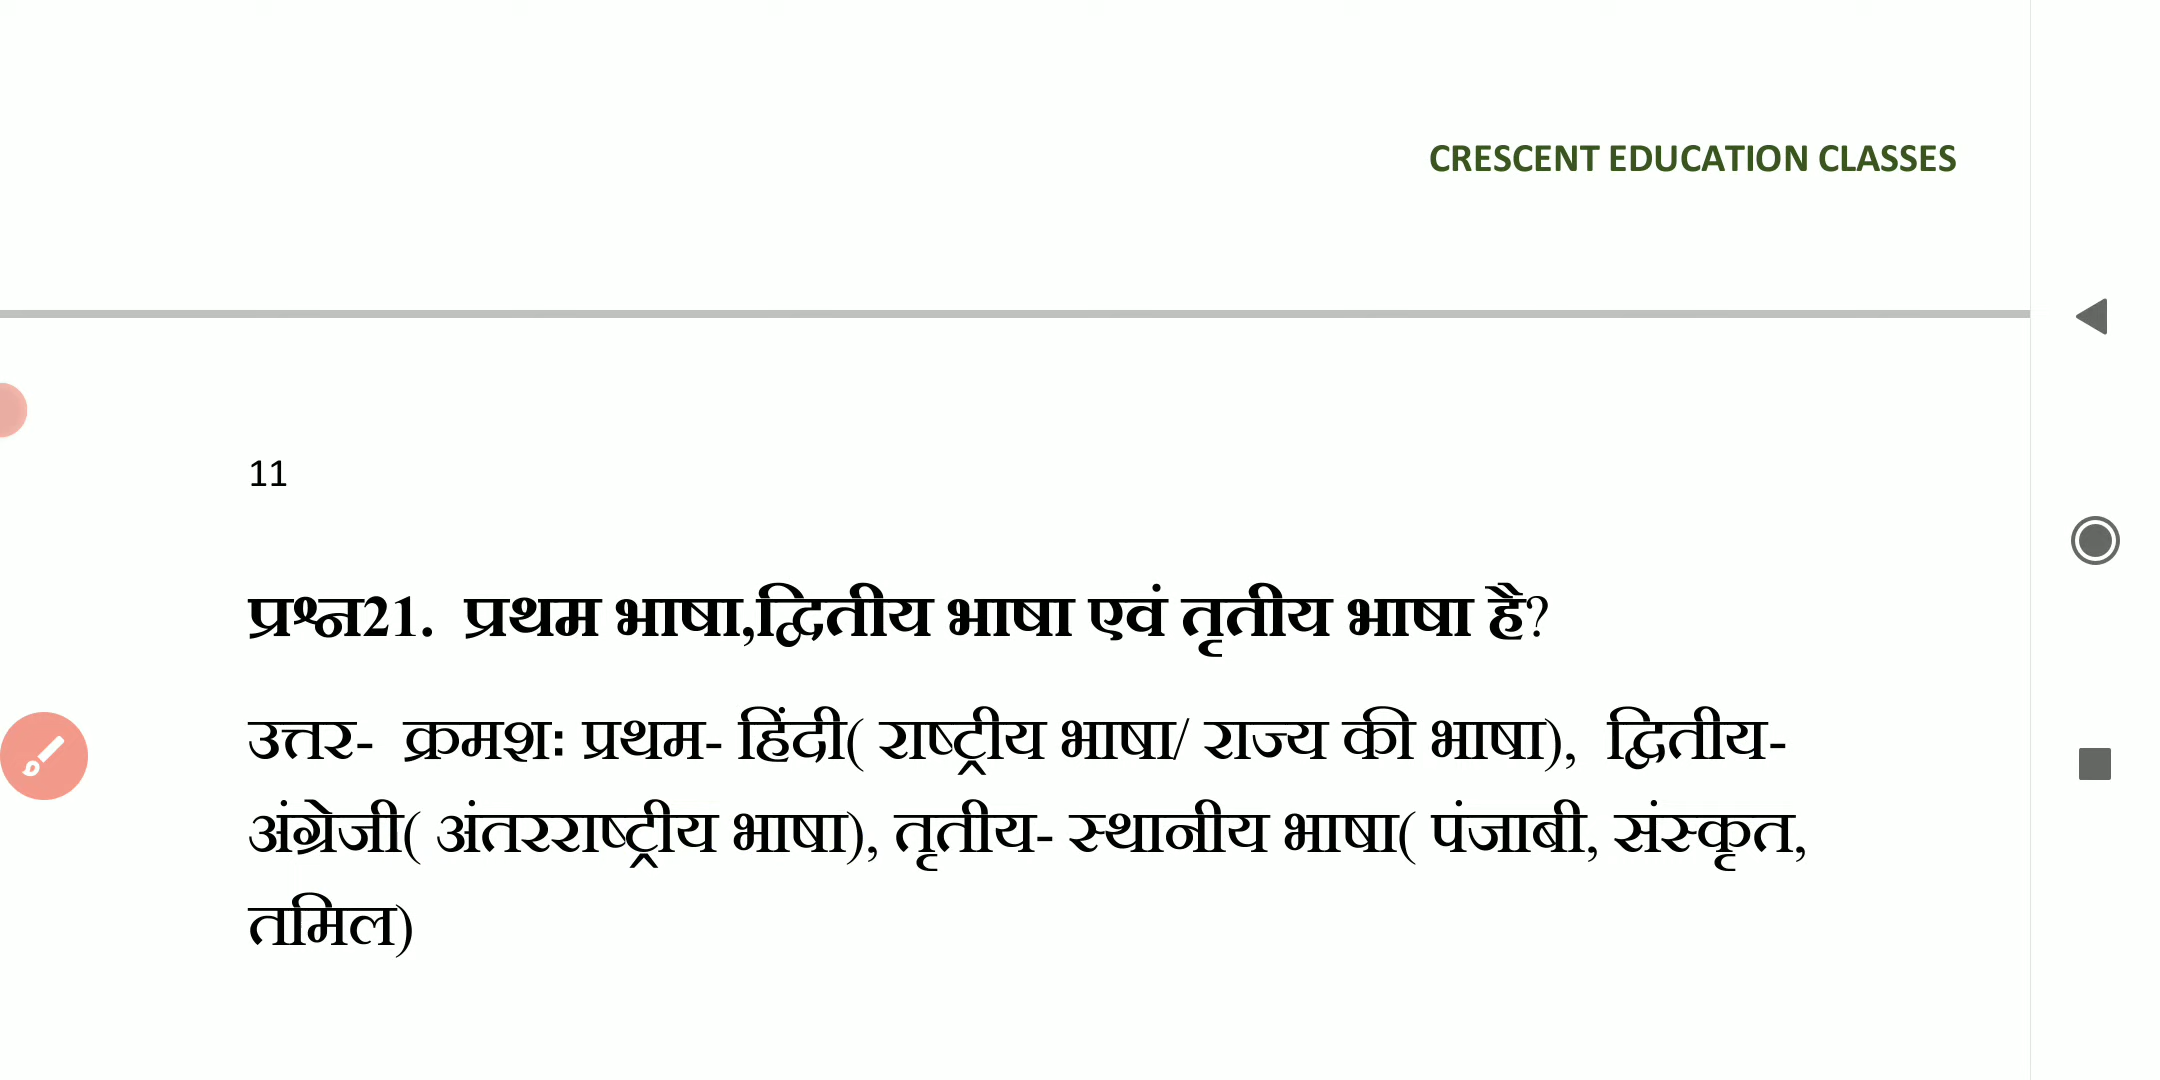 CRESCENT EDUCATION CLASSES
11
प्रश्न21. प्रथम भाषा,द्वितीय भाषा एवं तृतीय भाषा है?
उत्तर- क्रमशः प्रथम- हिंदी( राष्ट्रीय भाषा/ राज्य की भाषा), द्वितीय-
अंग्रेजी( अंतरराष्ट्रीय भाषा), तृतीय- स्थानीय भाषा( पंजाबी, संस्कृत,
तमिल)